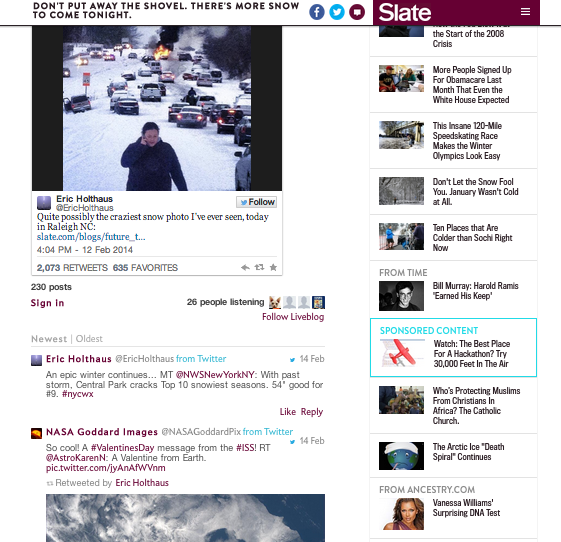 DON'T PUT AWAY THE SHOVEL. THERE'S MORE SNOW
TO COME TONIGHT.
Slate
the Start of the 2008
Crisis
More People Signed Up
For Obamacare Last
Month That Even the
White House Expected
This Insane 120-Mile
Speedskating Race
Makes the Winter
Olympics Look Easy
Don't Let the Snow Fool
You. January Wasn't Cold
at All.
Ten Places that Are
Colder than Sochi Right
Now
FROM TIME
Bill Murray: Harold Ramis
'Earned His Keep'
SPONSORED CONTENT
Watch: The Best Place
For A Hackathon? Try
30,000 Feet In The Air
Who's Protecting Muslims
From Christians In
Africa? The Catholic
Church.
The Arctic Ice "Death
Spiral" Continues
FROM ANCESTRY.COM
Vanessa Williams'
Surprising DNA Test
Eric Holthaus
@EricHolthaus
Follow
Quite possibly the craziest snow photo I've ever seen, today
in Raleigh NC:
slate.com/blogs/future_t...
4:04 PM - 12 Feb 2014
2,073 RETWEETS 635 FAVORITES
230 posts
Sign in
26 people listening
Follow Liveblog
Newest | Oldest
Eric Holthaus @EricHolthaus from Twitter
14 Feb
An epic winter continues... MT @NWSNewYorkNY: With past
storm, Central Park cracks Top 10 snowiest seasons. 54" good for
#9. #nycwx
Like Reply
NASA Goddard Images @NASAGoddardPix from Twitter
14 Feb
So cool! A #ValentinesDay message from the #ISS! RT
@AstroKarenN: A Valentine from Earth.
pic.twitter.com/jyAnAfWVnm
Retweeted by Eric Holthaus